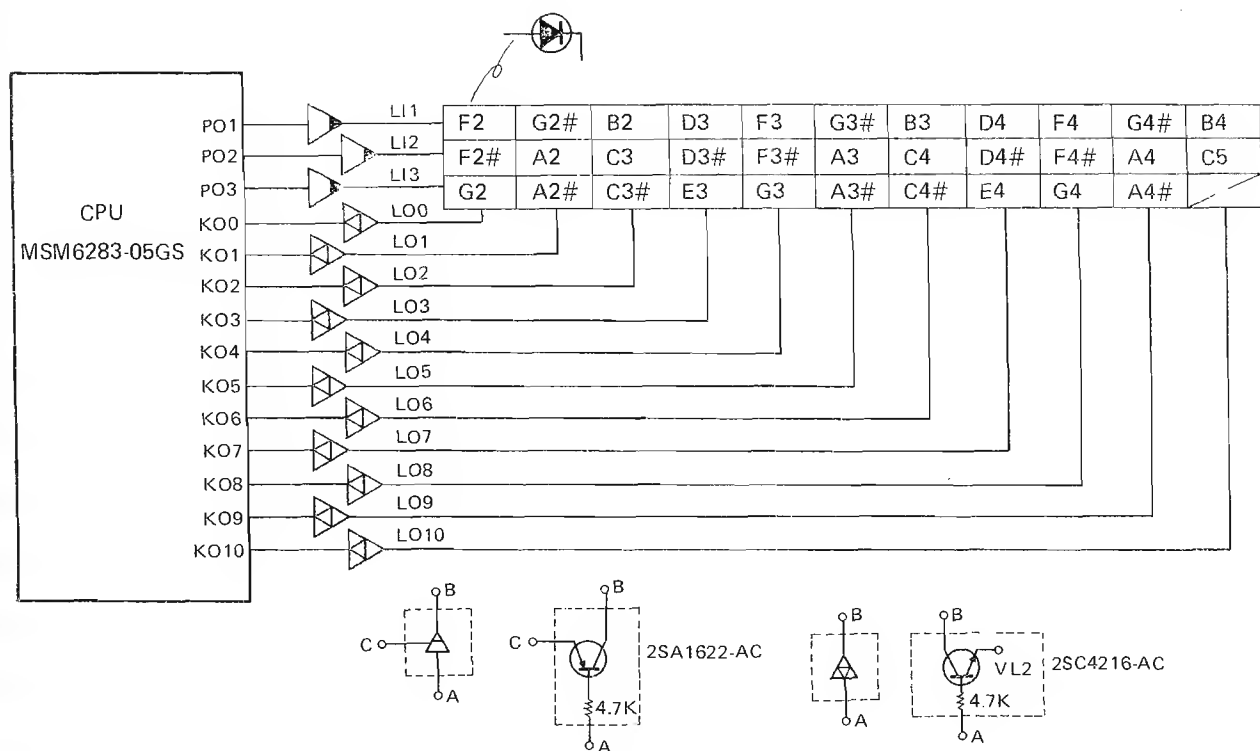 LI1
PO1
F2 G2# B2 D3 F3 G3# B3 D4 F4 G4# B4
LI2
PO2
F2# A2 C3 D3# F3# A3 C4 D4# F4# A4 C5
LI3
PO3
G2 A2# C3# E3 G3 A3# C4# E4 G4 A4#
CPU
MSM6283-05GS
KO0 LO0
KO1 LO1
KO2 LO2
KO3 LO3
KO4 LO4
KO5 LO5
KO6 LO6
KO7 LO7
KO8 LO8
KO9 LO9
KO10 LO10
B
C
A
B
C
2SA1622-AC
4.7K
A
B
A
B
VL2
2SC4216-AC
4.7K
A